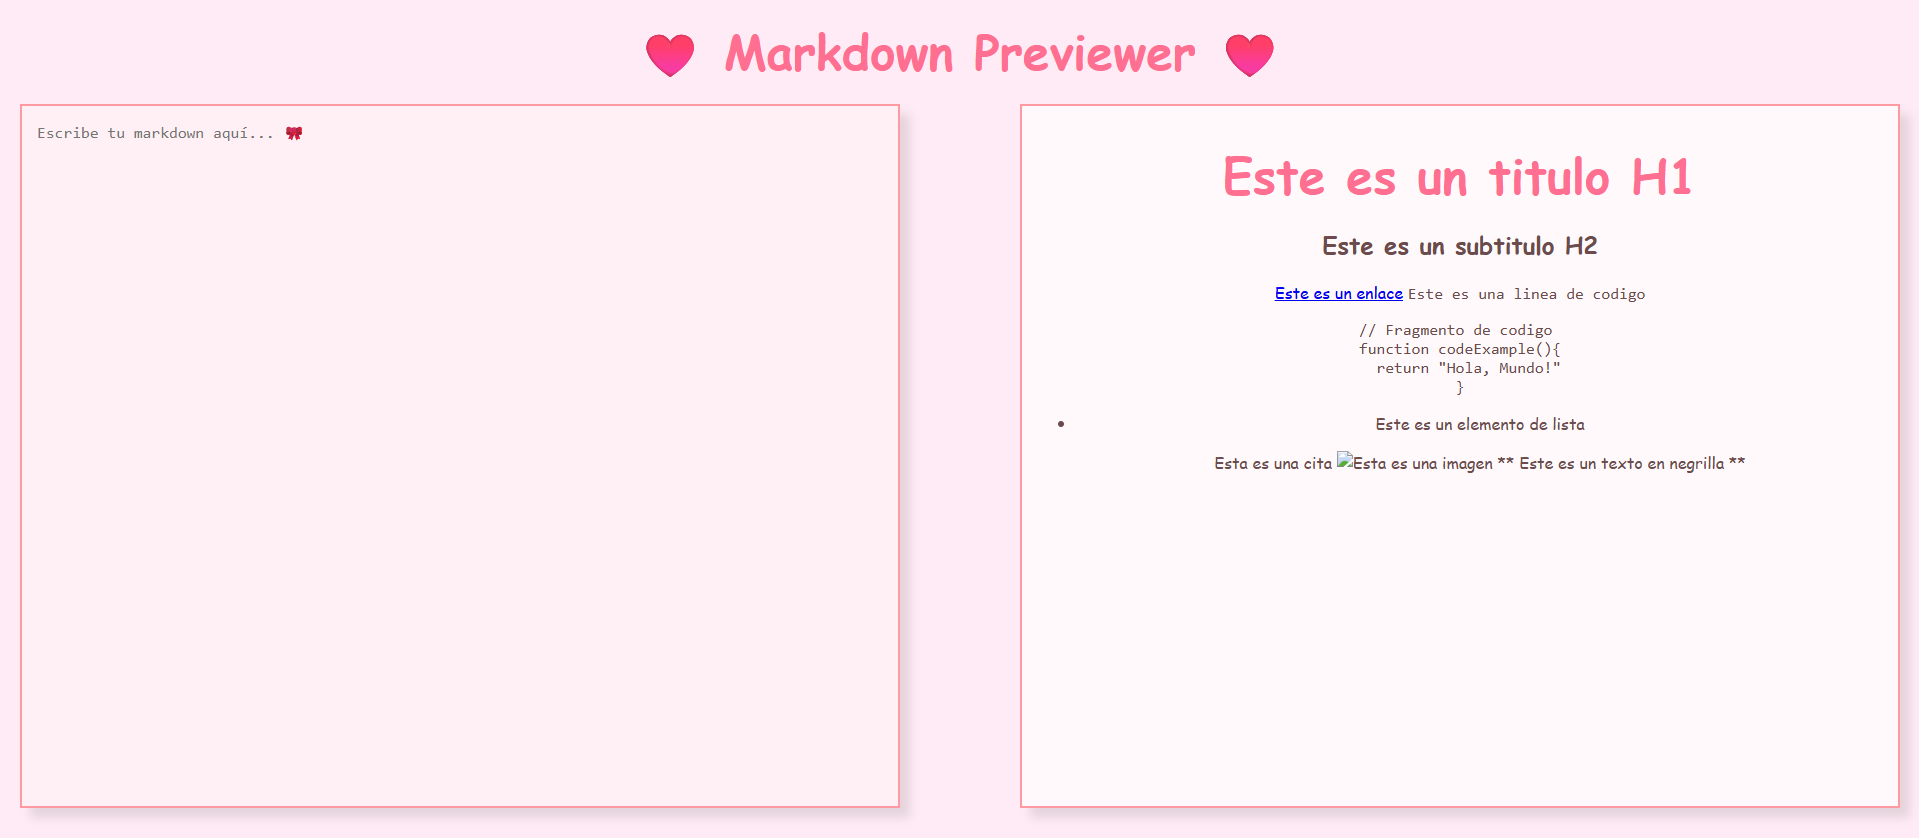 Markdown Previewer
Escribe tu markdown aquí...
Este es un titulo H1
Este es un subtitulo H2
Este es un enlace Este es una linea de codigo
// Fragmento de codigo
function codeExample(){
  return "Hola, Mundo!"
}
Este es un elemento de lista
Esta es una cita Esta es una imagen ** Este es un texto en negrilla **